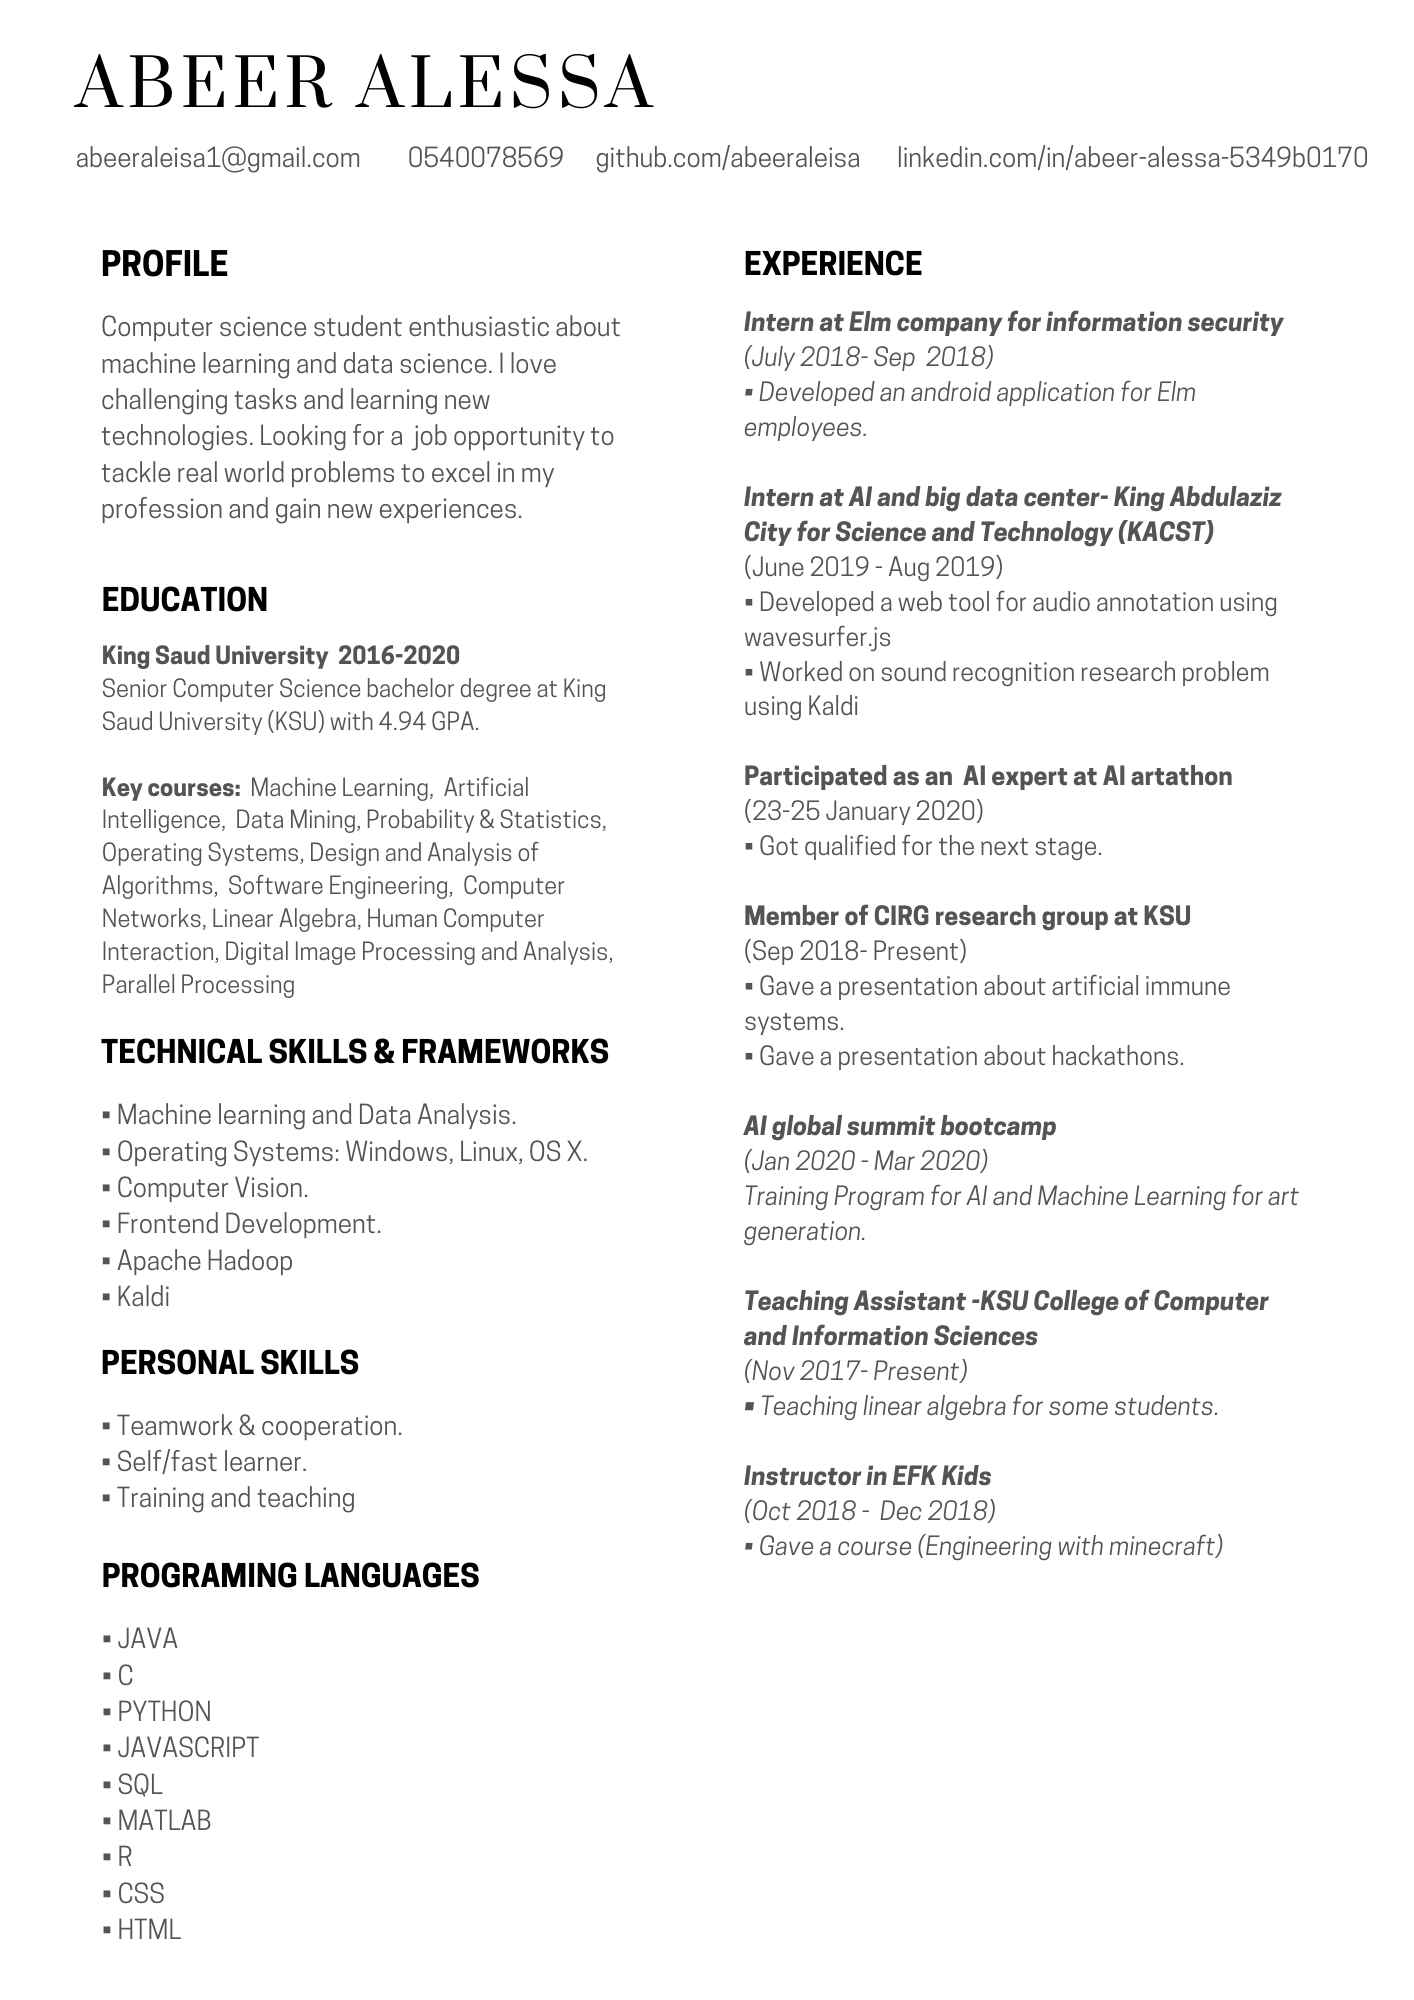 ABEER ALESSA
abeeraleisa1@gmail.com 0540078569 github.com/abeeraleisa linkedin.com/in/abeer-alessa-5349b0170
PROFILE
Computer science student enthusiastic about
machine learning and data science. I love
challenging tasks and learning new
technologies. Looking for a job opportunity to
tackle real world problems to excel in my
profession and gain new experiences.
EDUCATION
King Saud University 2016-2020
Senior Computer Science bachelor degree at King
Saud University (KSU) with 4.94 GPA.
Key courses: Machine Learning, Artificial
Intelligence, Data Mining, Probability & Statistics,
Operating Systems, Design and Analysis of
Algorithms, Software Engineering, Computer
Networks, Linear Algebra, Human Computer
Interaction, Digital Image Processing and Analysis,
Parallel Processing
TECHNICAL SKILLS & FRAMEWORKS
▪ Machine learning and Data Analysis.
▪ Operating Systems: Windows, Linux, OS X.
▪ Computer Vision.
▪ Frontend Development.
▪ Apache Hadoop
▪ Kaldi
PERSONAL SKILLS
▪ Teamwork & cooperation.
▪ Self/fast learner.
▪ Training and teaching
PROGRAMING LANGUAGES
▪ JAVA
▪ C
▪ PYTHON
▪ JAVASCRIPT
▪ SQL
▪ MATLAB
▪ R
▪ CSS
▪ HTML
EXPERIENCE
Intern at Elm company for information security
(July 2018- Sep 2018)
▪ Developed an android application for Elm
employees.
Intern at AI and big data center- King Abdulaziz
City for Science and Technology (KACST)
(June 2019 - Aug 2019)
▪ Developed a web tool for audio annotation using
wavesurfer.js
▪ Worked on sound recognition research problem
using Kaldi
Participated as an AI expert at AI artathon
(23-25 January 2020)
▪ Got qualified for the next stage.
Member of CIRG research group at KSU
(Sep 2018- Present)
▪ Gave a presentation about artificial immune
systems.
▪ Gave a presentation about hackathons.
AI global summit bootcamp
(Jan 2020 - Mar 2020)
Training Program for AI and Machine Learning for art
generation.
Teaching Assistant -KSU College of Computer
and Information Sciences
(Nov 2017- Present)
▪ Teaching linear algebra for some students.
Instructor in EFK Kids
(Oct 2018 - Dec 2018)
▪ Gave a course (Engineering with minecraft)